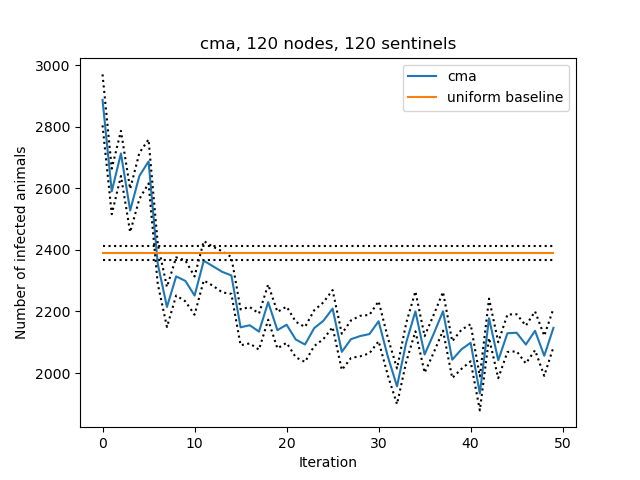 cma, 120 nodes, 120 sentinels
cma
uniform baseline
Number of infected animals
3000
2800
2600
2400
2200
2000
0 10 20 30 40 50
Iteration